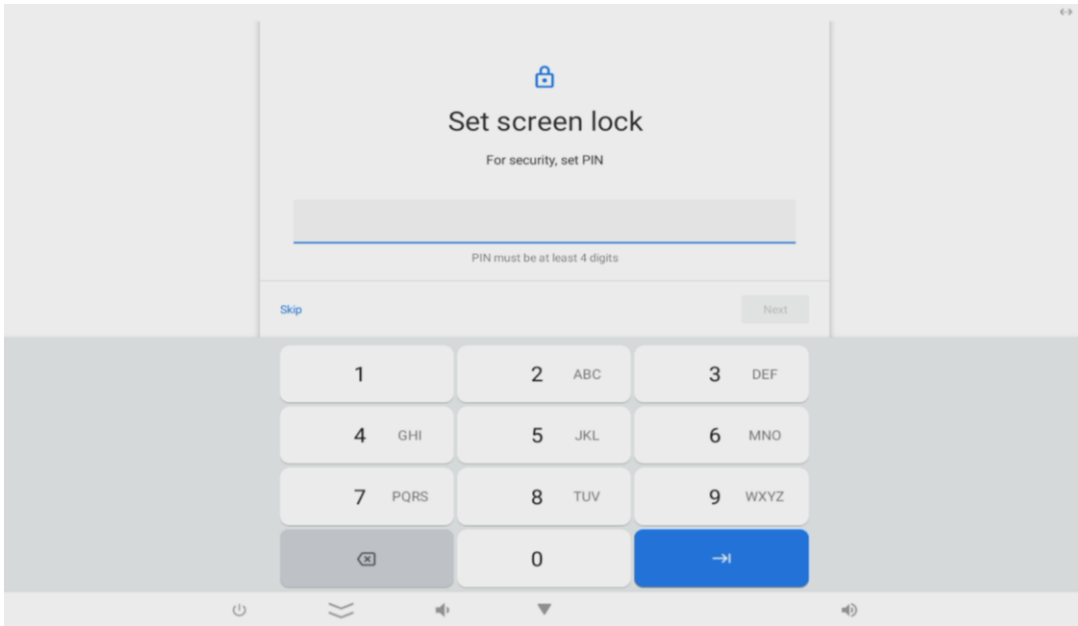 Set screen lock
For security, set PIN
PIN must be at least 4 digits
Skip
Next
1
2 ABC
3 DEF
4 GHI
5 JKL
6 MNO
7 PQRS
8 TUV
9 WXYZ
0